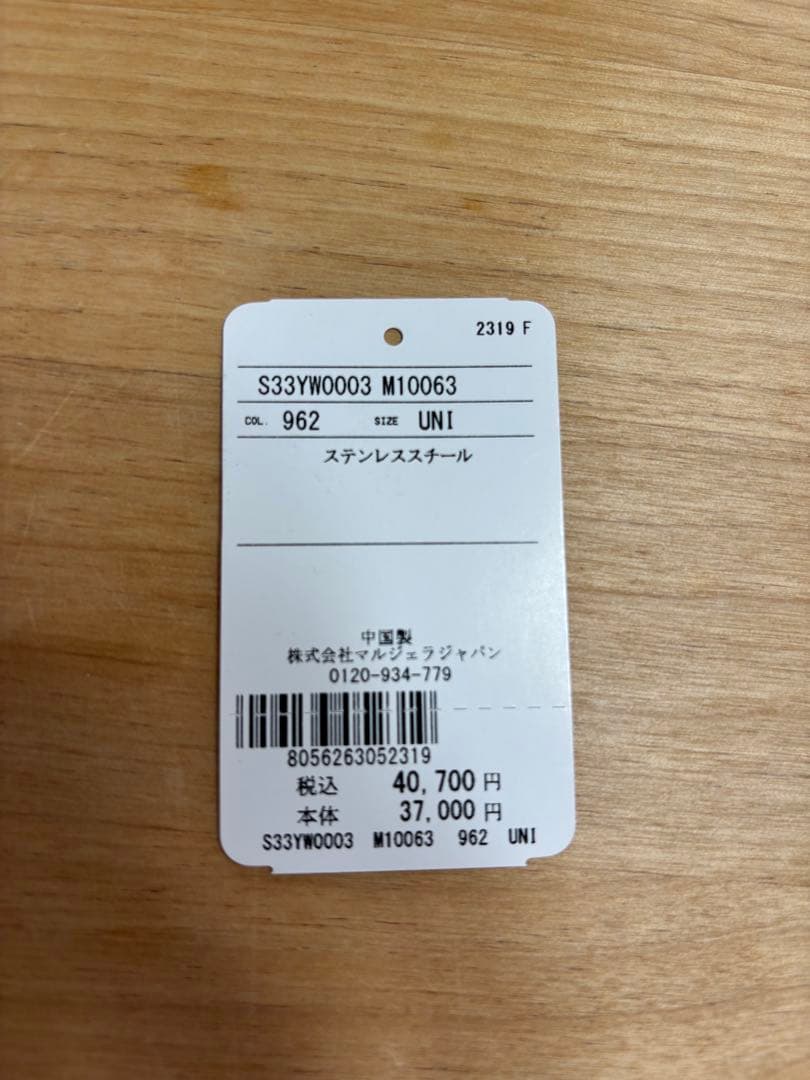 2319 F
S33YW0003 M10063
COL. 962 SIZE UNI
ステンレススチール
中国製
株式会社マルジェラジャパン
0120-934-779
8056263052319
税込 40,700 円
本体 37,000 円
S33YW0003 M10063 962 UNI